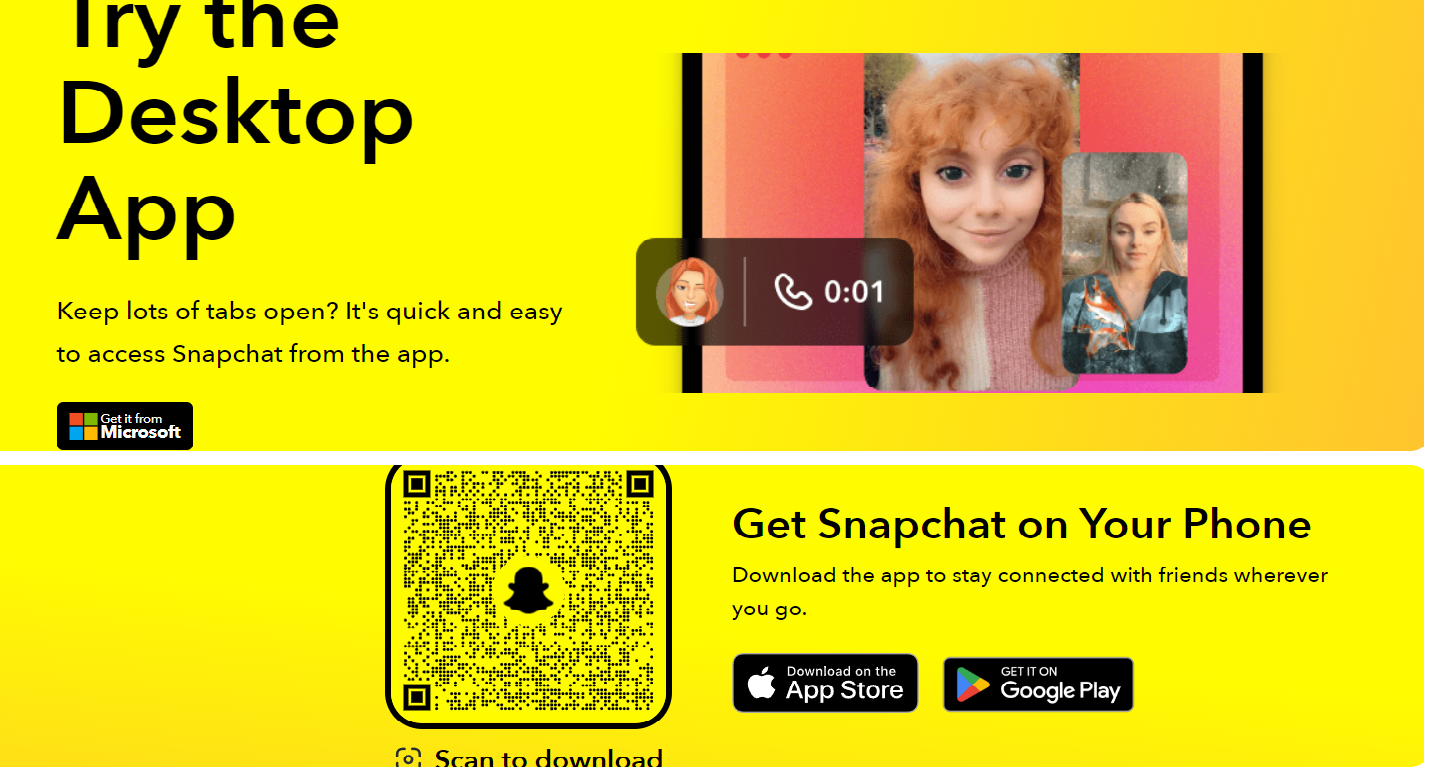 Try the
Desktop
App
Keep lots of tabs open? It's quick and easy
to access Snapchat from the app.
Get it from
Microsoft
0:01
Get Snapchat on Your Phone
Download the app to stay connected with friends wherever
you go.
Download on the
App Store
GET IT ON
Google Play
Scan to download